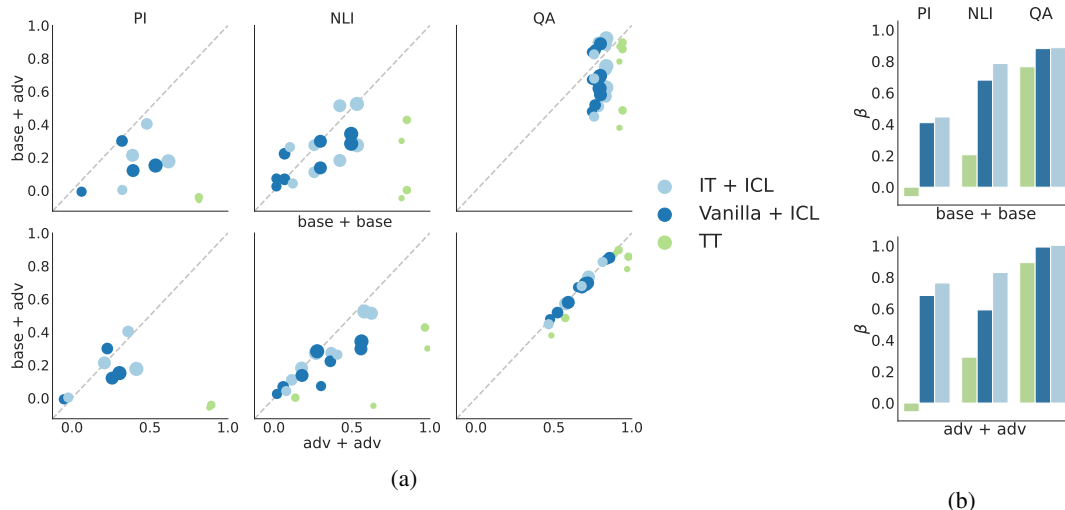 PI NLI QA
base + adv
1.0
0.8
0.6
0.4
0.2
0.0
base + base
base + adv
1.0
0.8
0.6
0.4
0.2
0.0
0.0 0.5 1.0 0.0 0.5 1.0 0.0 0.5 1.0
adv + adv
(a)
IT + ICL
Vanilla + ICL
TT
PI NLI QA
β
1.0
0.8
0.6
0.4
0.2
0.0
base + base
β
1.0
0.8
0.6
0.4
0.2
0.0
adv + adv
(b)